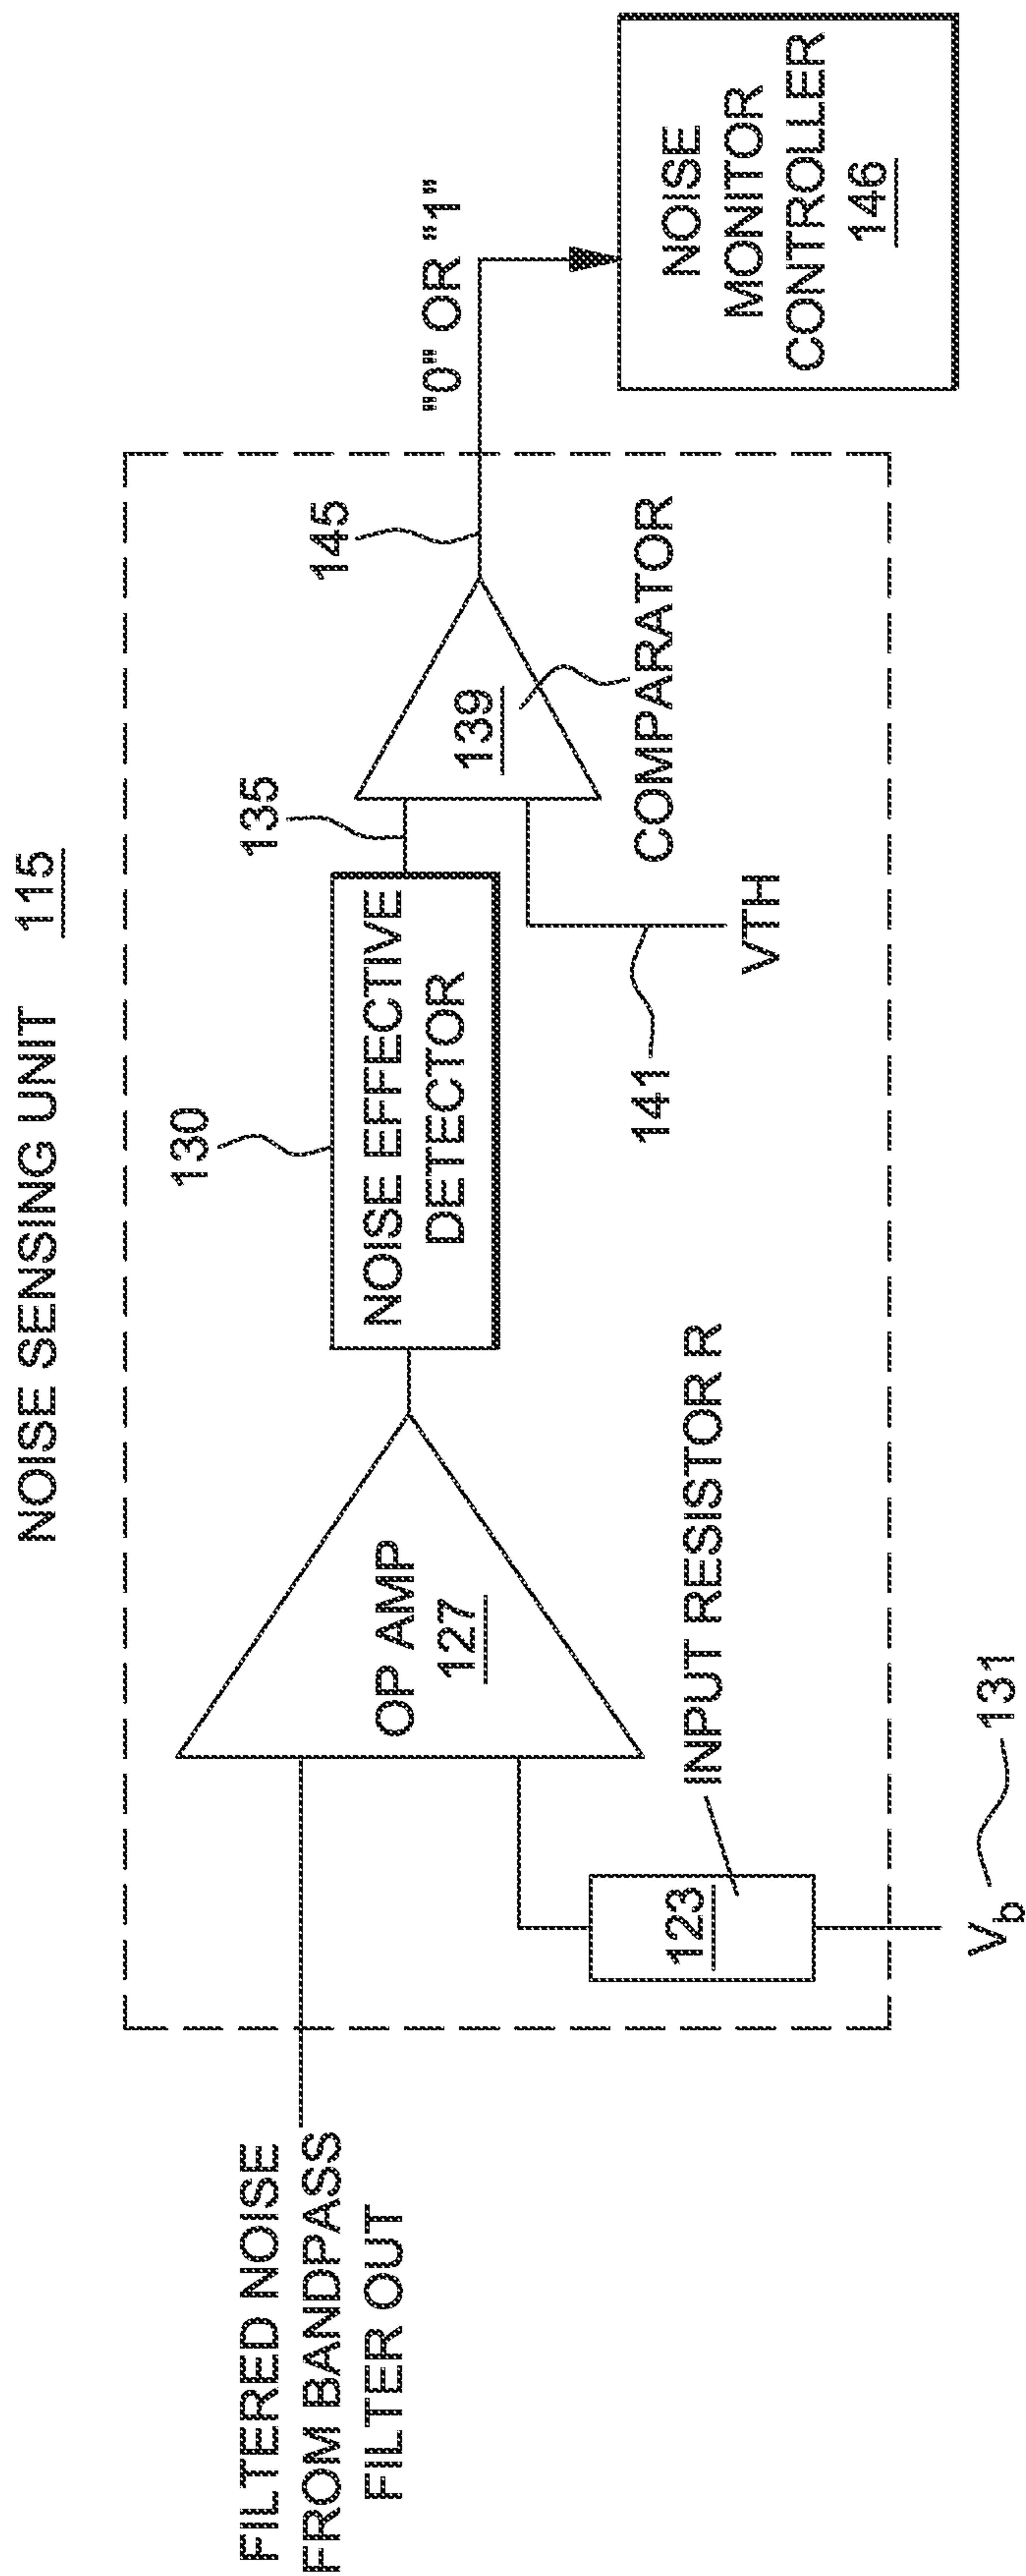 NOISE SENSING UNIT 115
FILTERED NOISE
FROM BANDPASS
FILTER OUT
OP AMP
127
123
INPUT RESISTOR R
Vb
131
130
NOISE EFFECTIVE
DETECTOR
135
139
COMPARATOR
141
VTH
145
"0" OR "1"
NOISE
MONITOR
CONTROLLER
146